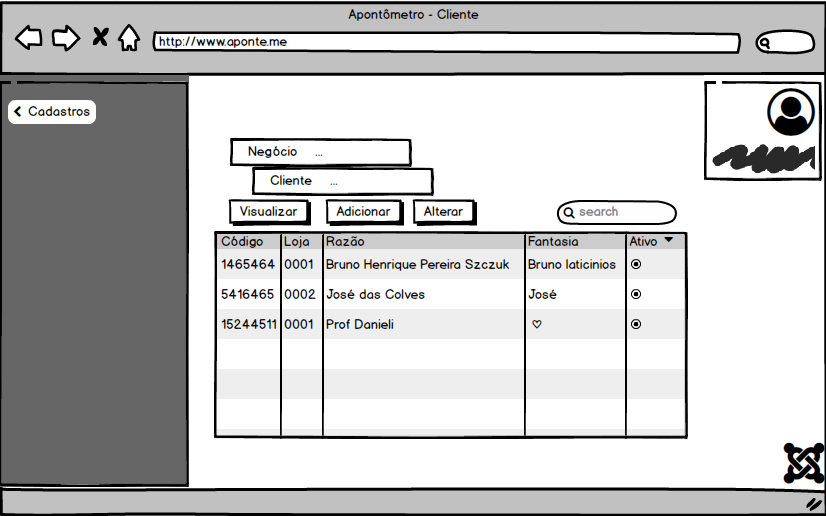 Apontômetro - Cliente
http://www.aponte.me
Cadastros
Negócio ...
Cliente ...
Visualizar Adicionar Alterar search
Código Loja Razão Fantasia Ativo
1465464 0001 Bruno Henrique Pereira Szczuk Bruno laticinios
5416465 0002 José das Colves José
15244511 0001 Prof Danieli ♡